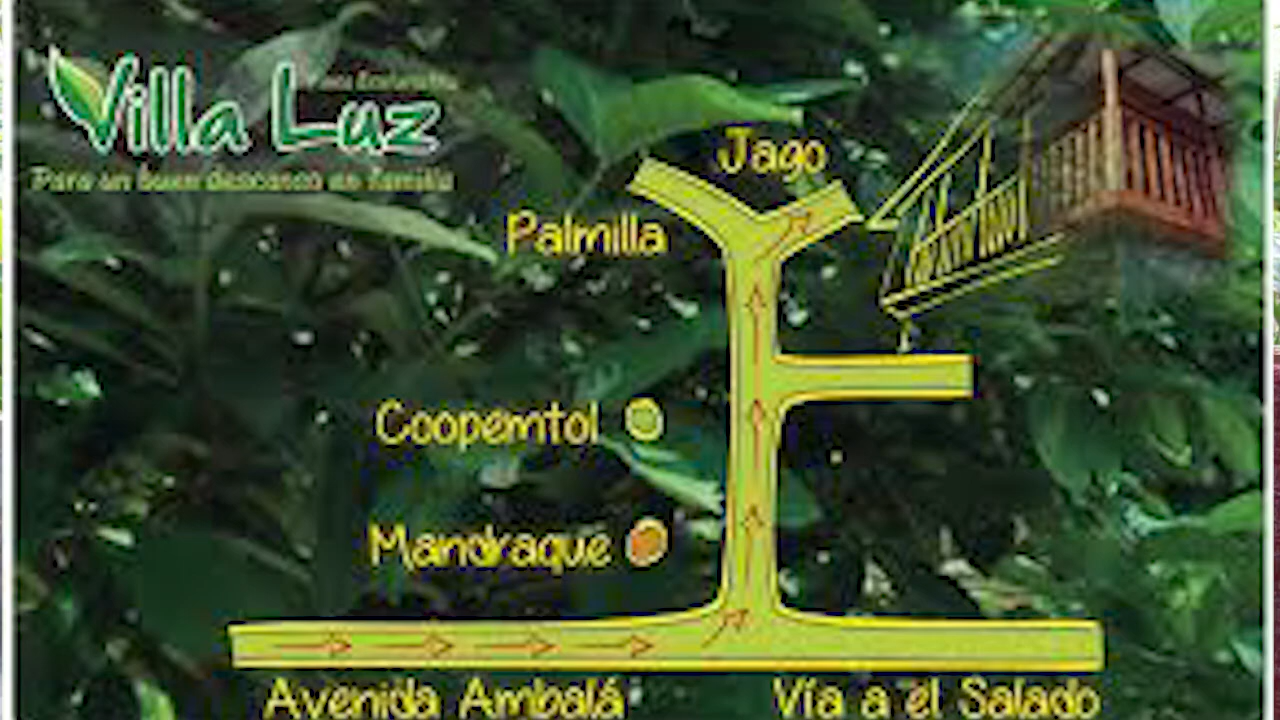 Villa Luz
Para un buen descanso en familia
Jago
Palmilla
Coopemtol
Mandraque
Avenida Ambalá
Vía a el Salado